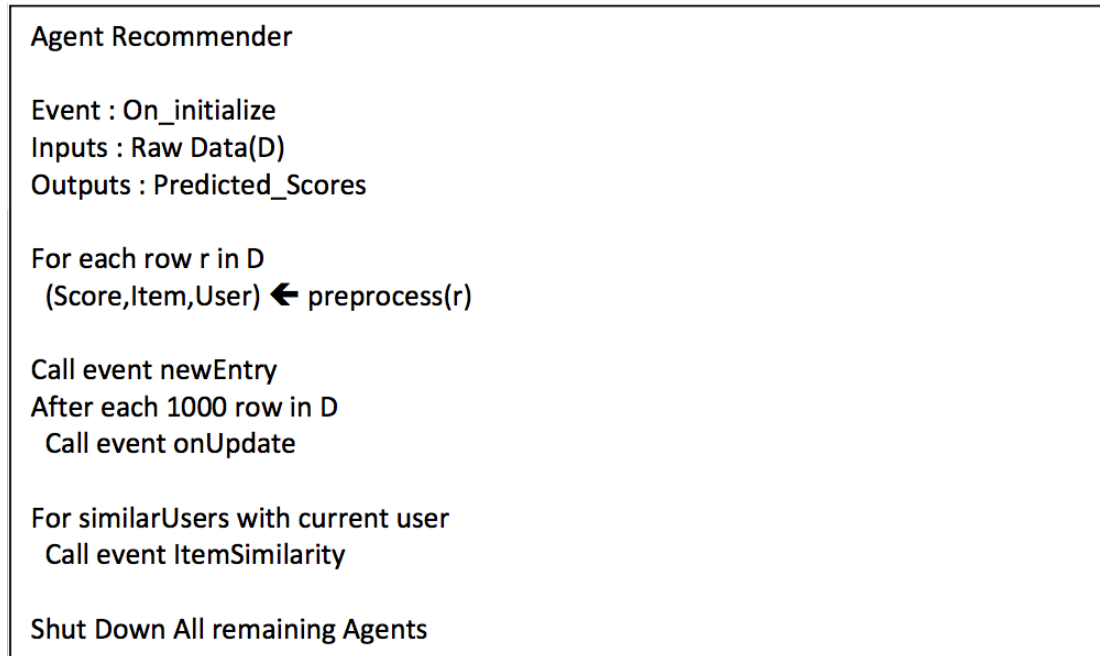 Agent Recommender
Event : On_initialize
Inputs : Raw Data(D)
Outputs : Predicted_Scores
For each row r in D
(Score,Item,User) 🡸 preprocess(r)
Call event newEntry
After each 1000 row in D
Call event onUpdate
For similarUsers with current user
Call event ItemSimilarity
Shut Down All remaining Agents